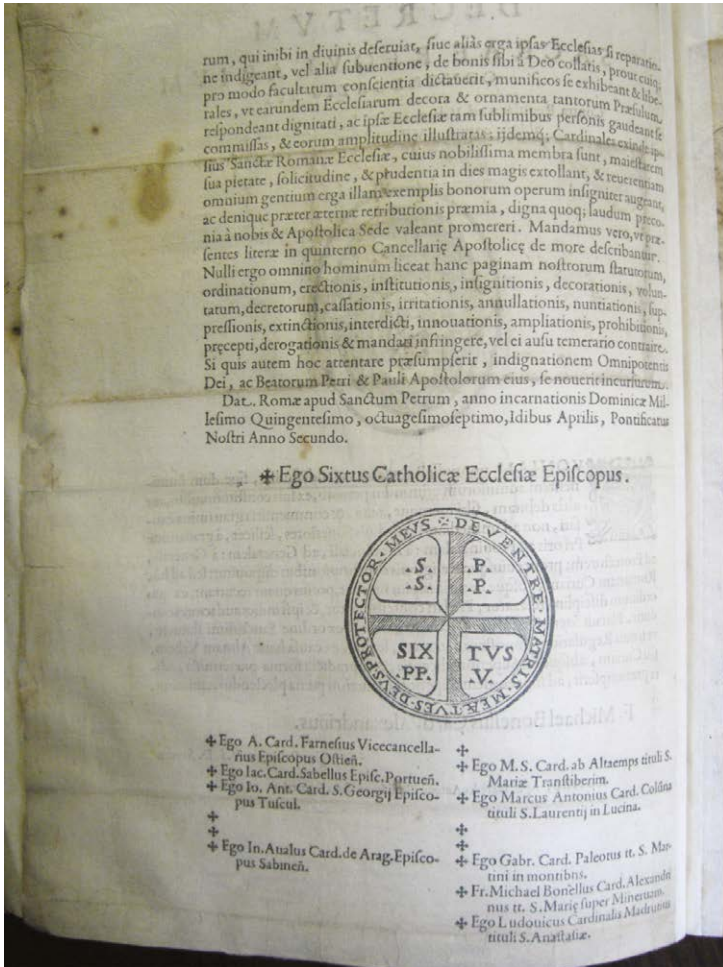 rum, qui inibi in diuinis deseruiat, siue aliàs erga ipsas Ecclesias si reparatio-
ne indigeant, vel alia subuentione, de bonis sibi à Deo collatis, prout cuiq;
pro modo facultatum conscientia dictauerit, munificos se exhibeant & libe-
rales, vt earundem Ecclesiarum decora & ornamenta tantorum Præsulum
respondeant dignitati, ac ipsæ Ecclesiæ tam sublimibus personis gaudeant se
commissas, & eorum amplitudine illustratas: ijdemq; Cardinales exinde ip-
sius Sanctæ Romanæ Ecclesiæ, cuius nobilissima membra sunt, maiestatem
sua pietate, solicitudine, & prudentia in dies magis extollant, & reuerentiam
omnium gentium erga illam exemplis bonorum operum insigniter augeant,
ac denique præter æternæ retributionis præmia, digna quoq; laudum præco-
nia à nobis & Apostolica Sede valeant promereri. Mandamus vero, vt præ-
sentes literæ in quinterno Cancellarię Apostolicę de more describantur.
Nulli ergo omnino hominum liceat hanc paginam nostrorum statutorum,
ordinationum, erectionis, institutionis, insignitionis, decorationis, volun-
tatum, decretorum, cassationis, irritationis, annullationis, nuntiationis, sup-
pressionis, extinctionis, interdicti, innouationis, ampliationis, prohibitionis,
pręcepti, derogationis & mandati infringere, vel ei ausu temerario contraire.
Si quis autem hoc attentare præsumpserit, indignationem Omnipotentis
Dei, ac Beatorum Petri & Pauli Apostolorum eius, se nouerit incursurum.
Dat. Romæ apud Sanctum Petrum, anno incarnationis Dominicæ Mil-
lesimo Quingentesimo, octuagesimoseptimo, Idibus Aprilis, Pontificatus
Nostri Anno Secundo.
✠ Ego Sixtus Catholicæ Ecclesiæ Episcopus.
✠ DE VENTRE MATRIS MEÆ TV ES DEVS PROTECTOR MEVS
.S. .P.
.S. .P.
SIX TVS
.PP. .V.
✠ Ego A. Card. Farnesius Vicecancella-
rius Episcopus Ostieñ.
✠ Ego Iac. Card. Sabellus Episc. Portueñ.
✠ Ego Io. Ant. Card. S. Georgij Episco-
pus Tuscul.
✠
✠
✠ Ego In. Aualus Card. de Arag. Episco-
pus Sabineñ.
✠
✠ Ego M. S. Card. ab Altaemps tituli S.
Mariæ Transtiberim.
✠ Ego Marcus Antonius Card. Colũna
tituli S. Laurentij in Lucina.
✠
✠
✠ Ego Gabr. Card. Paleotus tt. S. Mar-
tini in montibns.
✠ Fr. Michael Bonellus Card. Alexandri
nus tt. S. Marię super Mineruam.
✠ Ego Ludouicus Cardinalis Madrutius
tituli S. Anastasiæ.